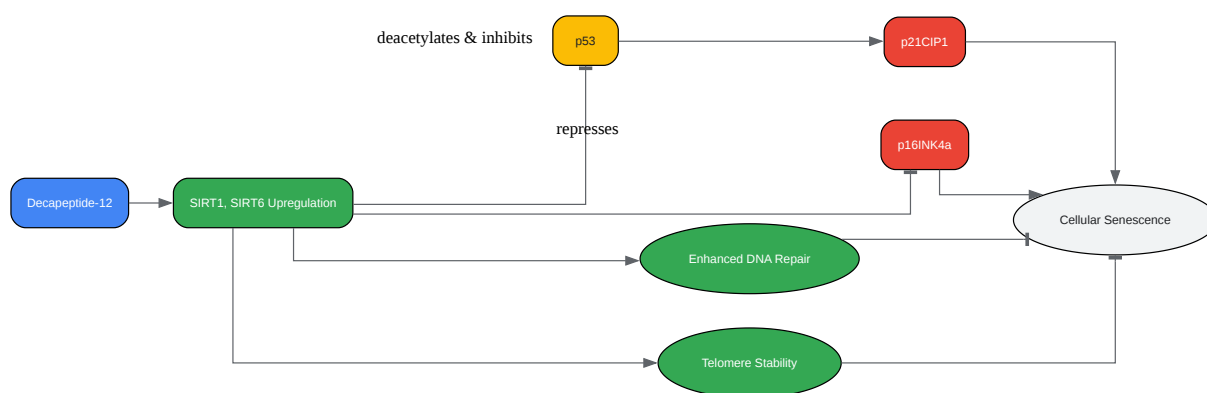 deacetylates & inhibits
p53
p21CIP1
represses
p16INK4a
Decapeptide-12
SIRT1, SIRT6 Upregulation
Cellular Senescence
Enhanced DNA Repair
Telomere Stability